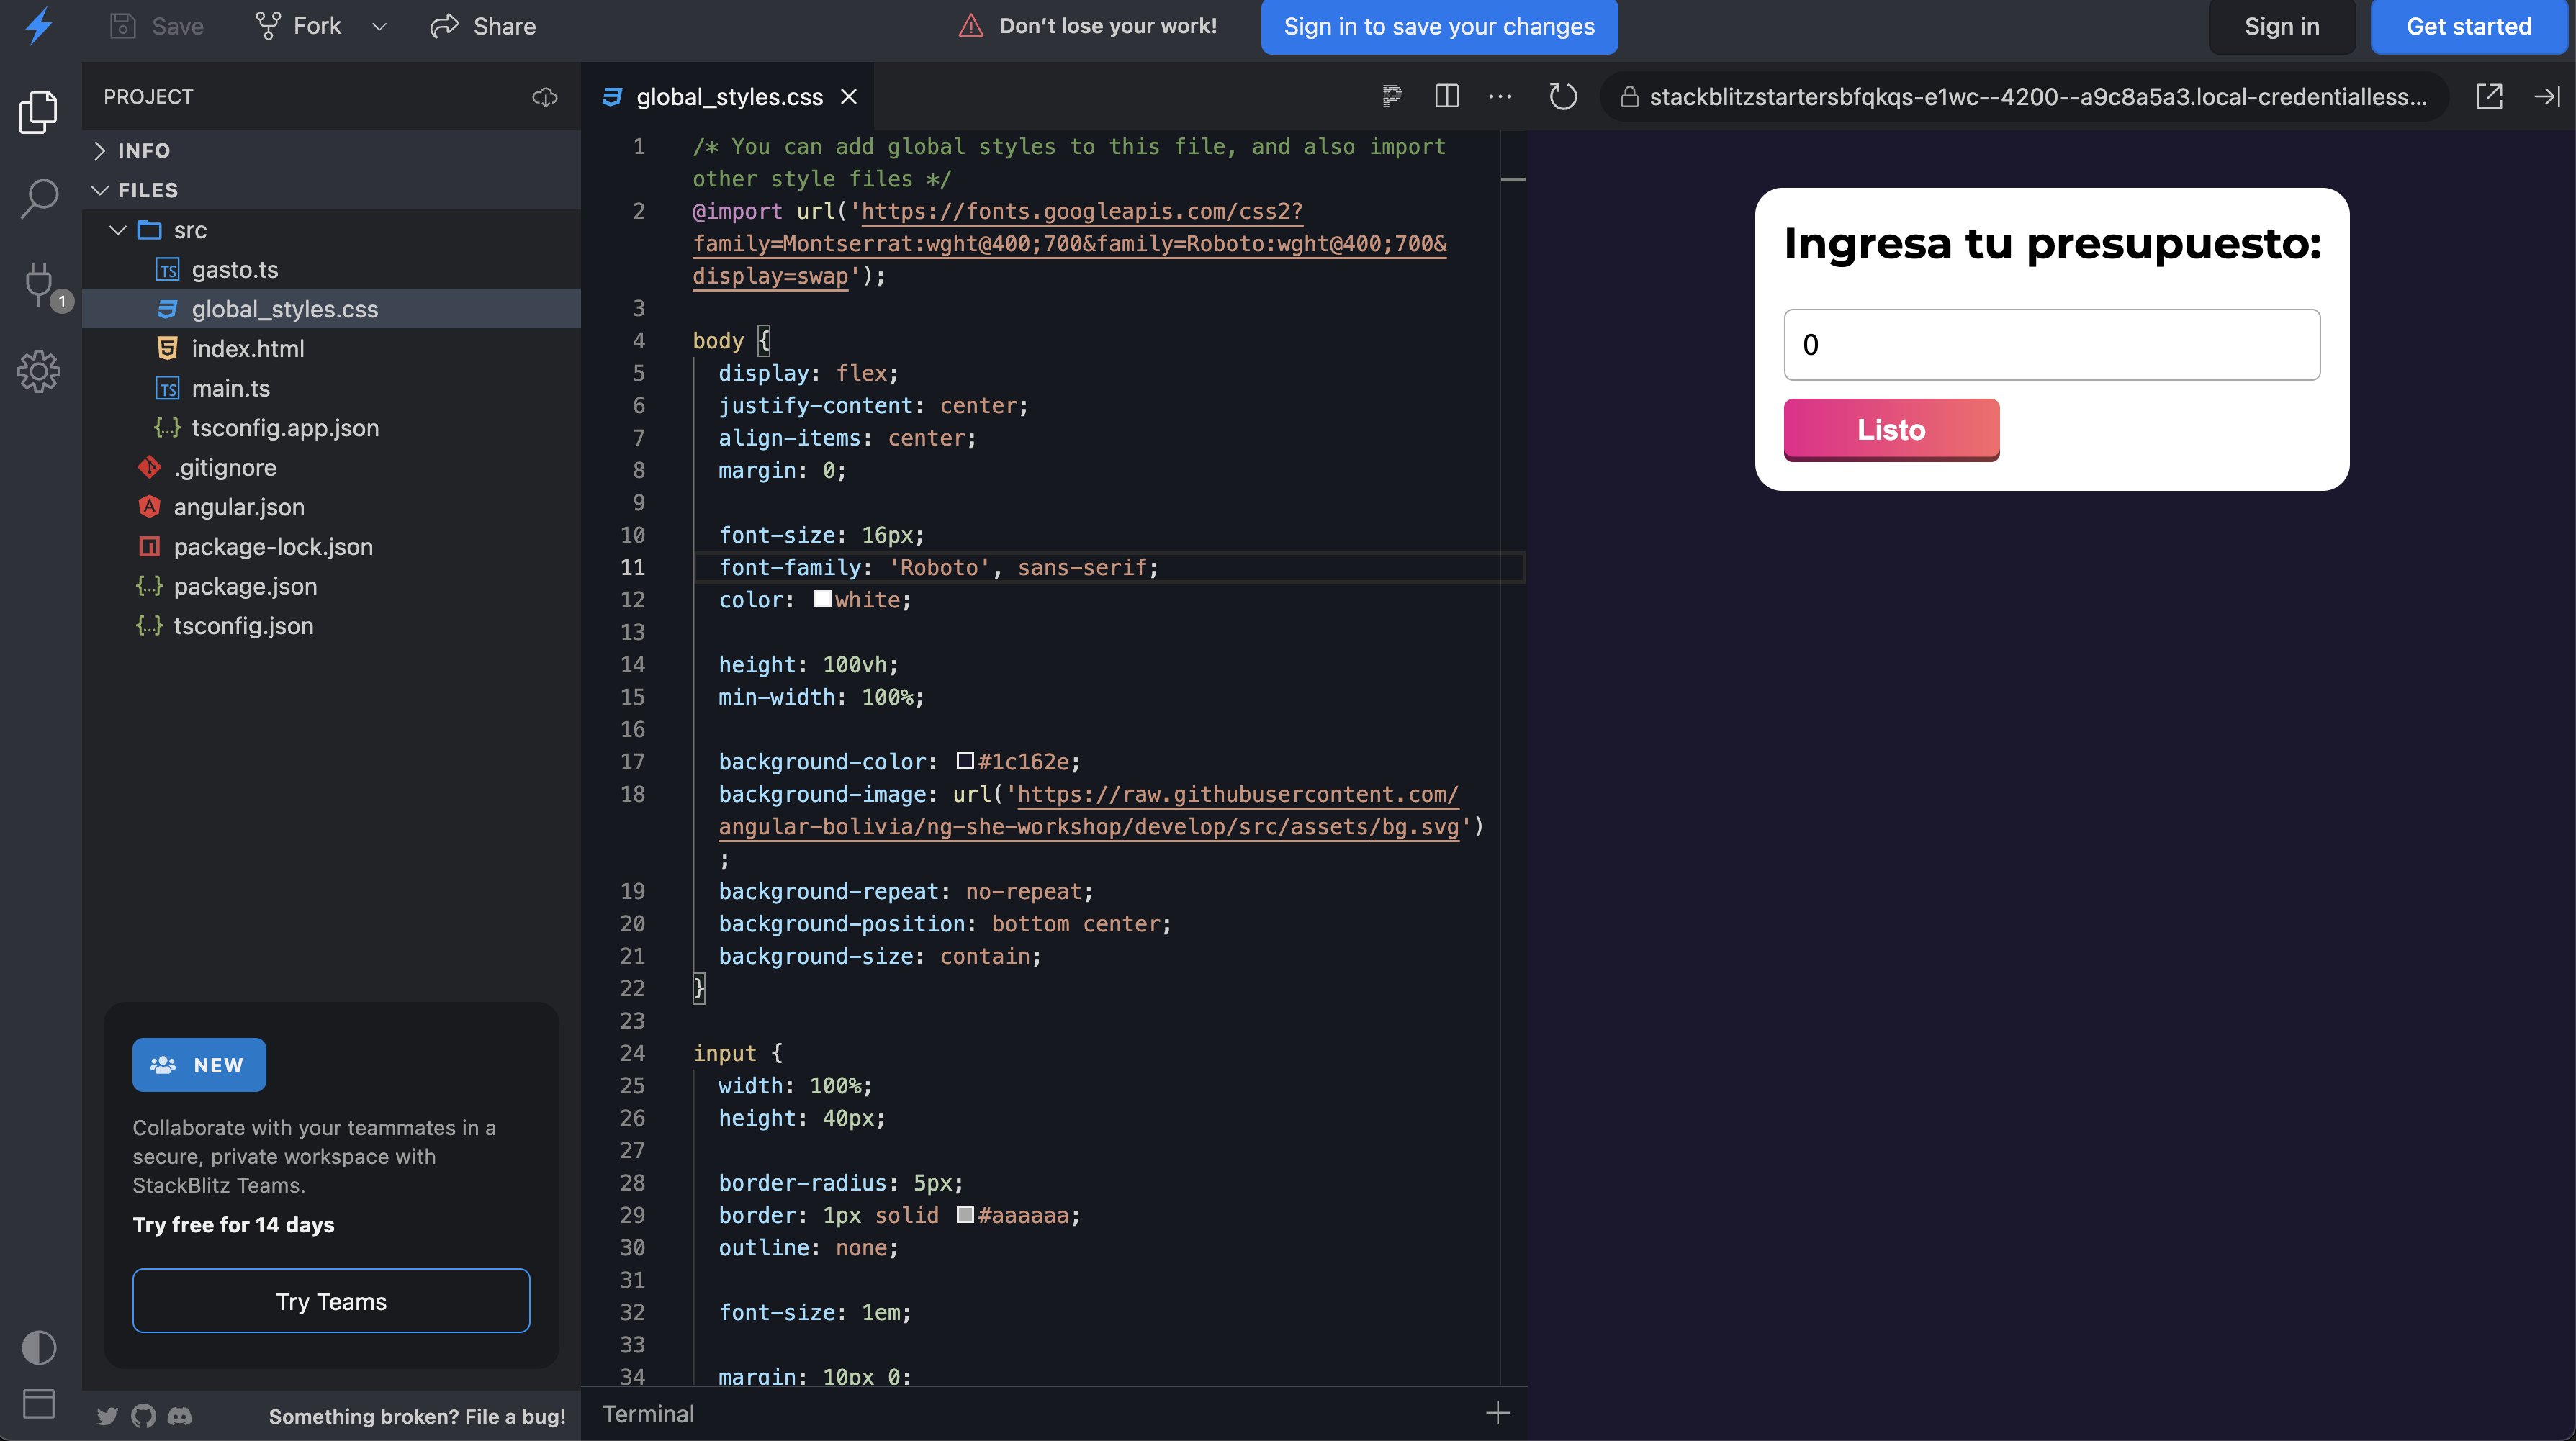 Save
Fork
Share
Don’t lose your work!
Sign in to save your changes
Sign in
Get started
PROJECT
INFO
FILES
src
gasto.ts
global_styles.css
index.html
main.ts
tsconfig.app.json
.gitignore
angular.json
package-lock.json
package.json
tsconfig.json
1
NEW
Collaborate with your teammates in a
secure, private workspace with
StackBlitz Teams.
Try free for 14 days
Try Teams
Something broken? File a bug!
global_styles.css
1 /* You can add global styles to this file, and also import
other style files */
2 @import url('https://fonts.googleapis.com/css2?
family=Montserrat:wght@400;700&family=Roboto:wght@400;700&
display=swap');
3
4 body {
5 display: flex;
6 justify-content: center;
7 align-items: center;
8 margin: 0;
9
10 font-size: 16px;
11 font-family: 'Roboto', sans-serif;
12 color: white;
13
14 height: 100vh;
15 min-width: 100%;
16
17 background-color: #1c162e;
18 background-image: url('https://raw.githubusercontent.com/
angular-bolivia/ng-she-workshop/develop/src/assets/bg.svg')
;
19 background-repeat: no-repeat;
20 background-position: bottom center;
21 background-size: contain;
22 }
23
24 input {
25 width: 100%;
26 height: 40px;
27
28 border-radius: 5px;
29 border: 1px solid #aaaaaa;
30 outline: none;
31
32 font-size: 1em;
33
34 margin: 10px 0;
Terminal
stackblitzstartersbfqkqs-e1wc--4200--a9c8a5a3.local-credentialless...
Ingresa tu presupuesto:
0
Listo